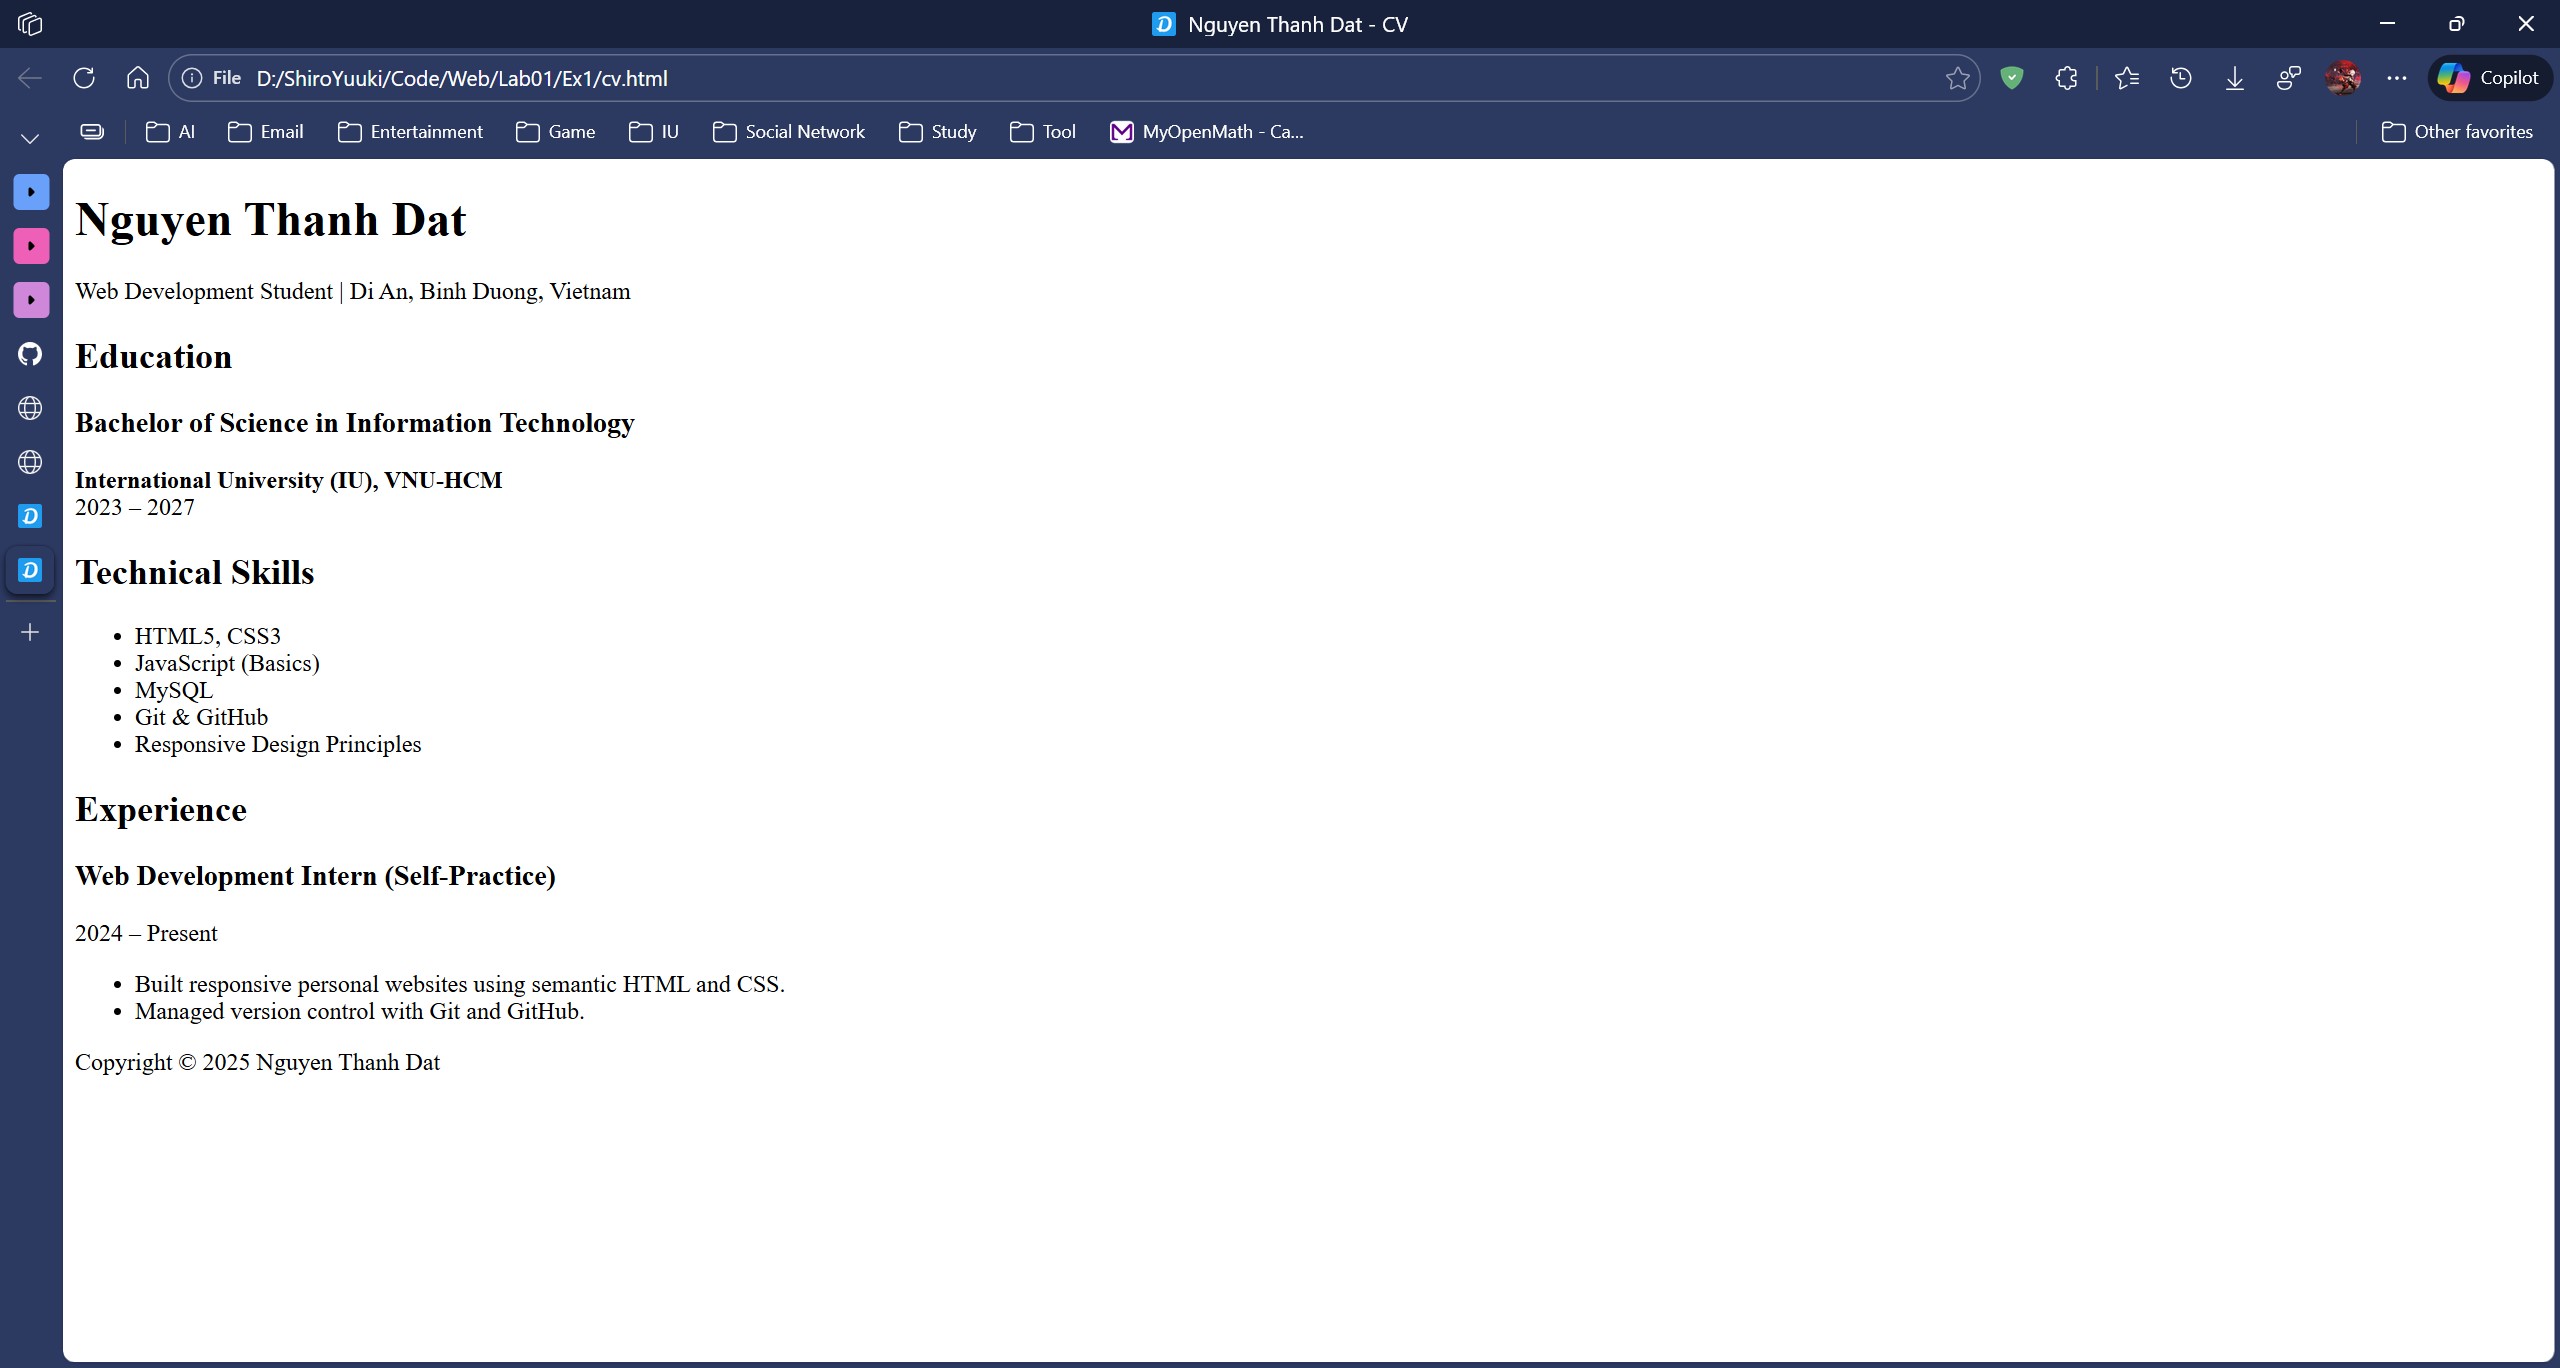 Nguyen Thanh Dat - CV
File D:/ShiroYuuki/Code/Web/Lab01/Ex1/cv.html
Copilot
AI Email Entertainment Game IU Social Network Study Tool MyOpenMath - Ca... Other favorites
Nguyen Thanh Dat
Web Development Student | Di An, Binh Duong, Vietnam
Education
Bachelor of Science in Information Technology
International University (IU), VNU-HCM
2023 – 2027
Technical Skills
• HTML5, CSS3
• JavaScript (Basics)
• MySQL
• Git & GitHub
• Responsive Design Principles
Experience
Web Development Intern (Self-Practice)
2024 – Present
• Built responsive personal websites using semantic HTML and CSS.
• Managed version control with Git and GitHub.
Copyright © 2025 Nguyen Thanh Dat